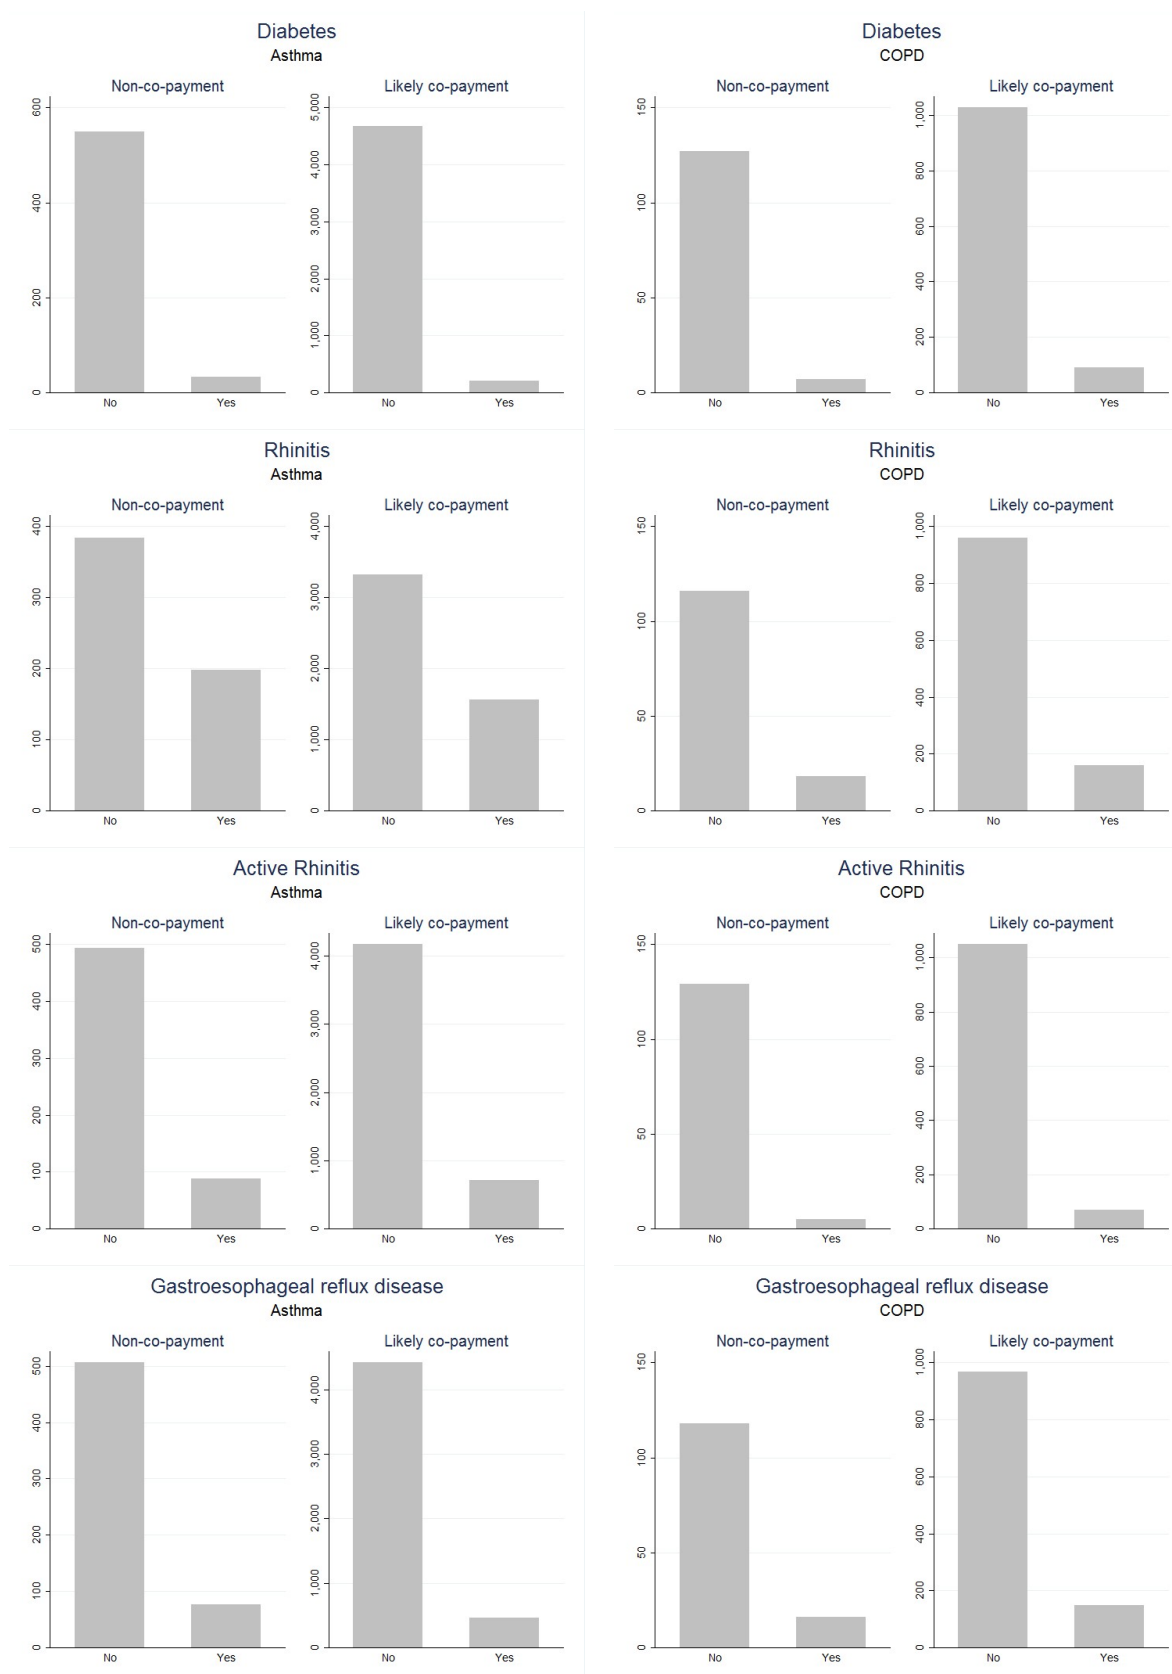 Diabetes
Asthma
Non-co-payment
Likely co-payment
0 200 400 600
0 1,000 2,000 3,000 4,000 5,000
No Yes No Yes
Diabetes
COPD
Non-co-payment
Likely co-payment
0 50 100 150
0 200 400 600 800 1,000
No Yes No Yes
Rhinitis
Asthma
Non-co-payment
Likely co-payment
0 100 200 300 400
0 1,000 2,000 3,000 4,000
No Yes No Yes
Rhinitis
COPD
Non-co-payment
Likely co-payment
0 50 100 150
0 200 400 600 800 1,000
No Yes No Yes
Active Rhinitis
Asthma
Non-co-payment
Likely co-payment
0 100 200 300 400 500
0 1,000 2,000 3,000 4,000
No Yes No Yes
Active Rhinitis
COPD
Non-co-payment
Likely co-payment
0 50 100 150
0 200 400 600 800 1,000
No Yes No Yes
Gastroesophageal reflux disease
Asthma
Non-co-payment
Likely co-payment
0 100 200 300 400 500
0 1,000 2,000 3,000 4,000
No Yes No Yes
Gastroesophageal reflux disease
COPD
Non-co-payment
Likely co-payment
0 50 100 150
0 200 400 600 800 1,000
No Yes No Yes